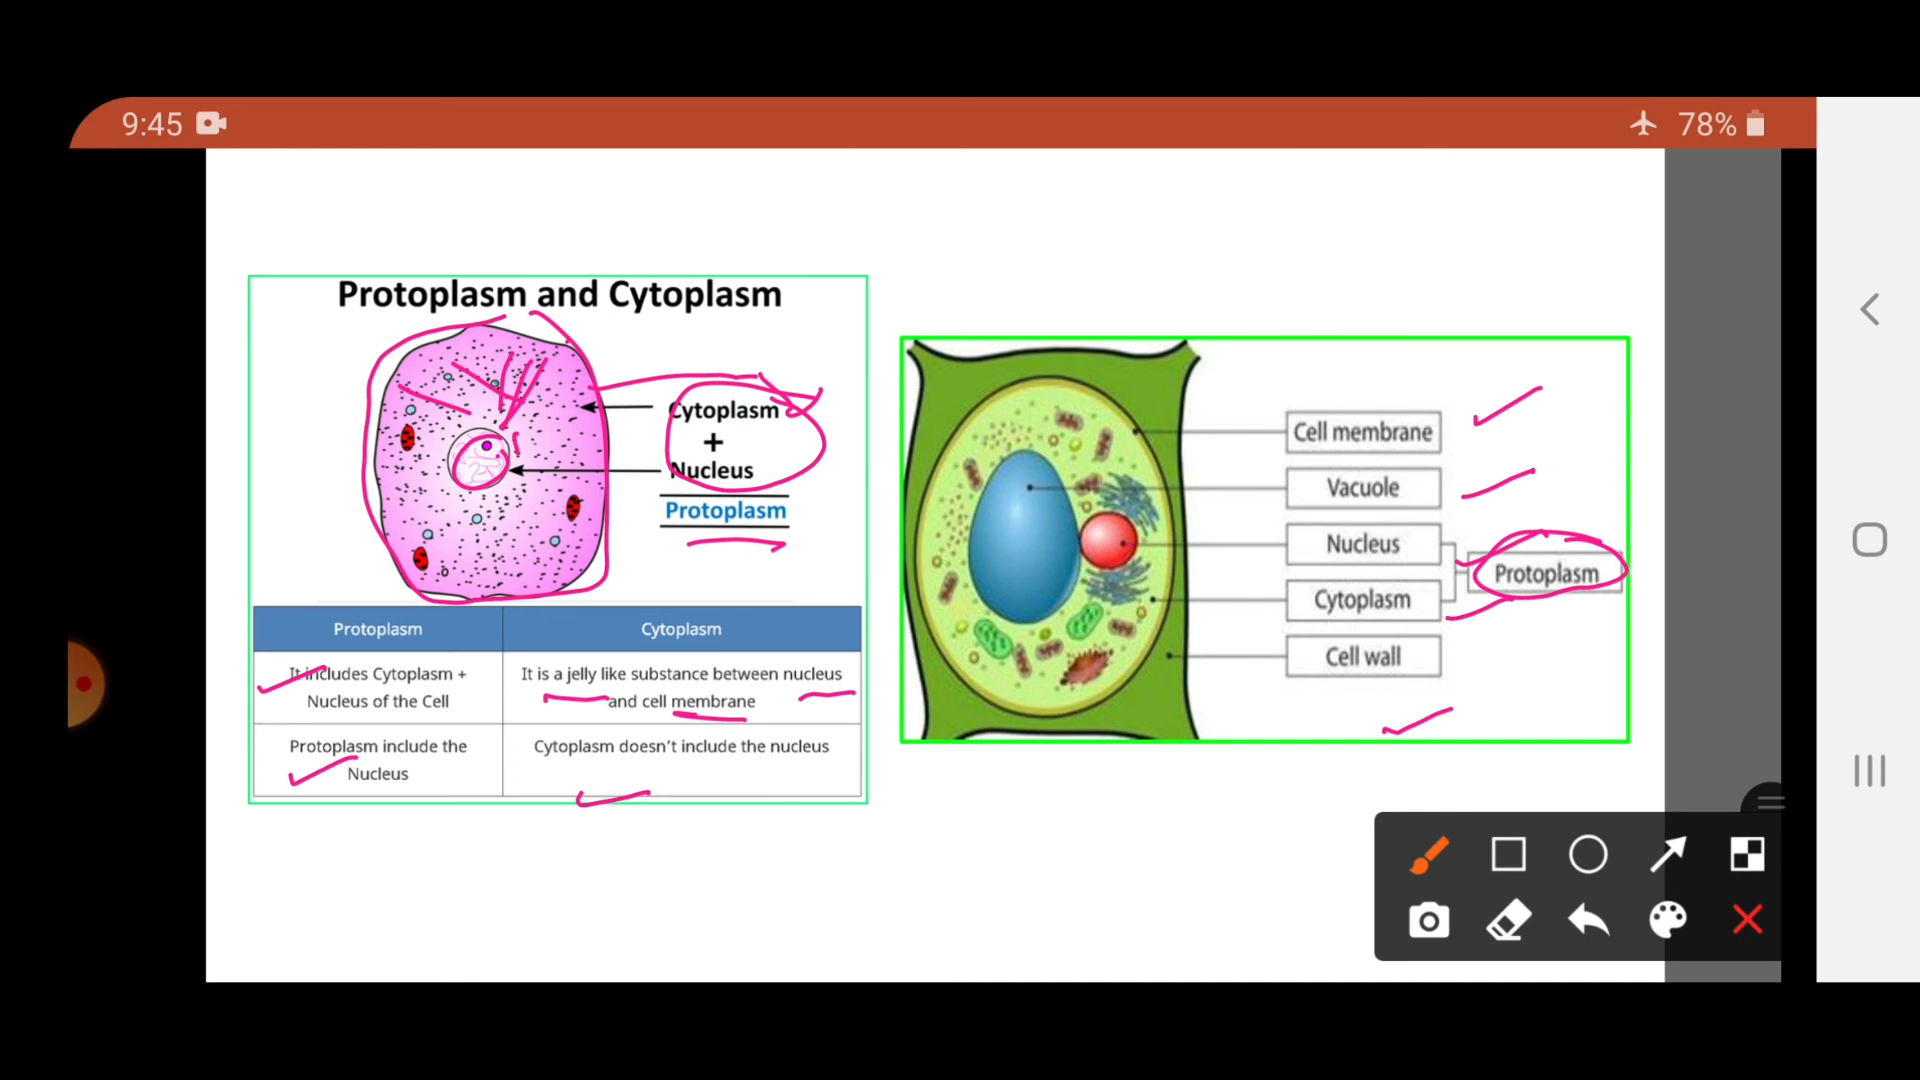 9:45
78%
Protoplasm and Cytoplasm
Cytoplasm
+
Nucleus
Protoplasm
Protoplasm
Cytoplasm
It includes Cytoplasm +
Nucleus of the Cell
It is a jelly like substance between nucleus
and cell membrane
Protoplasm include the
Nucleus
Cytoplasm doesn't include the nucleus
Cell membrane
Vacuole
Nucleus
Protoplasm
Cytoplasm
Cell wall